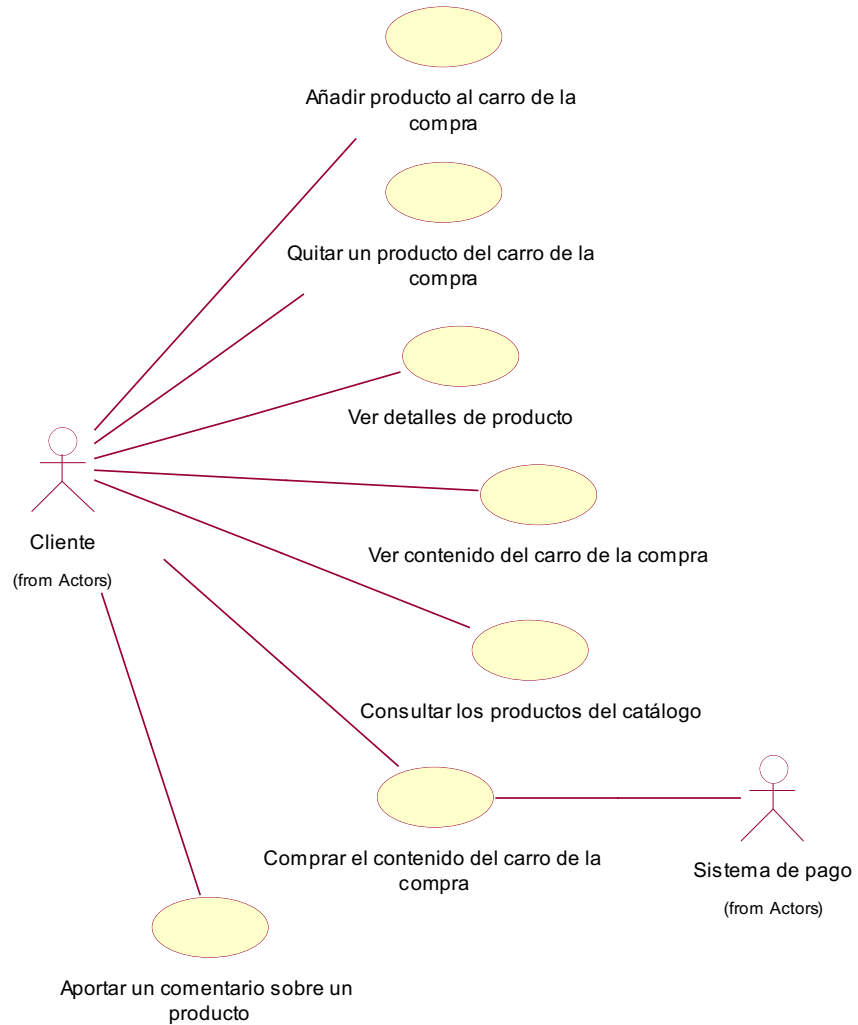 Añadir producto al carro de la
compra
Quitar un producto del carro de la
compra
Ver detalles de producto
Cliente
(from Actors)
Ver contenido del carro de la compra
Consultar los productos del catálogo
Comprar el contenido del carro de la
compra
Sistema de pago
(from Actors)
Aportar un comentario sobre un
producto